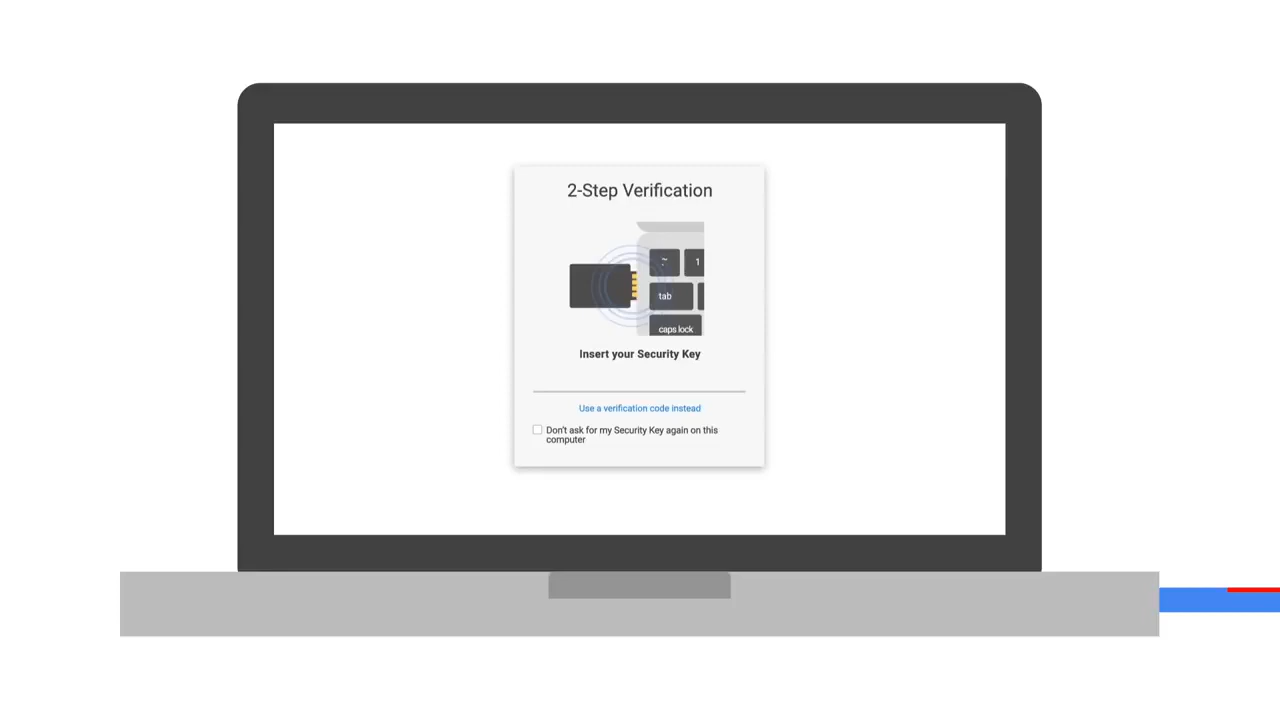 2-Step Verification
~
1
tab
caps lock
Insert your Security Key
Use a verification code instead
Don't ask for my Security Key again on this
computer